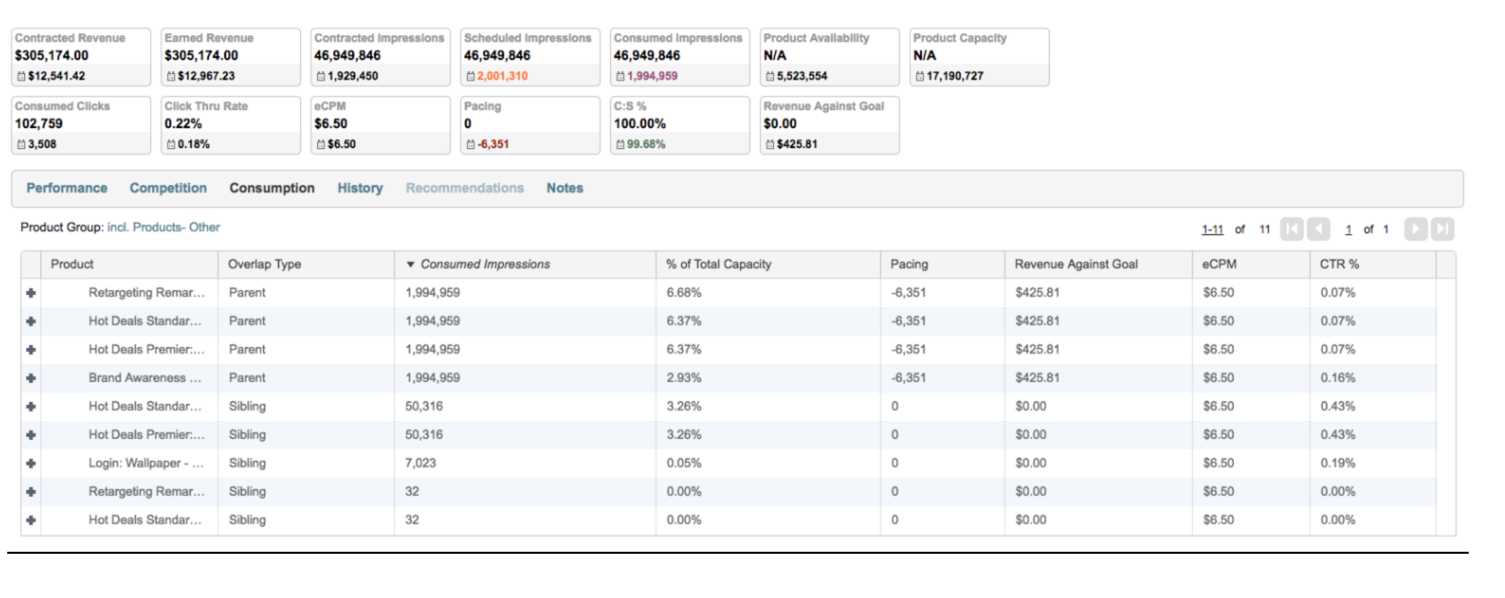 Contracted Revenue Earned Revenue Contracted Impressions Scheduled Impressions Consumed Impressions Product Availability Product Capacity
$305,174.00 $305,174.00 46,949,846 46,949,846 46,949,846 N/A N/A
$12,541.42 $12,967.23 1,929,450 2,001,310 1,994,959 5,523,554 17,190,727
Consumed Clicks Click Thru Rate eCPM Pacing C:S % Revenue Against Goal
102,759 0.22% $6.50 0 100.00% $0.00
3,508 0.18% $6.50 -6,351 99.68% $425.81
Performance Competition Consumption History Recommendations Notes
Product Group: incl. Products- Other 1-11 of 11 1 of 1
Product Overlap Type ▼ Consumed Impressions % of Total Capacity Pacing Revenue Against Goal eCPM CTR %
Retargeting Remar... Parent 1,994,959 6.68% -6,351 $425.81 $6.50 0.07%
Hot Deals Standar... Parent 1,994,959 6.37% -6,351 $425.81 $6.50 0.07%
Hot Deals Premier:... Parent 1,994,959 6.37% -6,351 $425.81 $6.50 0.07%
Brand Awareness ... Parent 1,994,959 2.93% -6,351 $425.81 $6.50 0.16%
Hot Deals Standar... Sibling 50,316 3.26% 0 $0.00 $6.50 0.43%
Hot Deals Premier:... Sibling 50,316 3.26% 0 $0.00 $6.50 0.43%
Login: Wallpaper - ... Sibling 7,023 0.05% 0 $0.00 $6.50 0.19%
Retargeting Remar... Sibling 32 0.00% 0 $0.00 $6.50 0.00%
Hot Deals Standar... Sibling 32 0.00% 0 $0.00 $6.50 0.00%